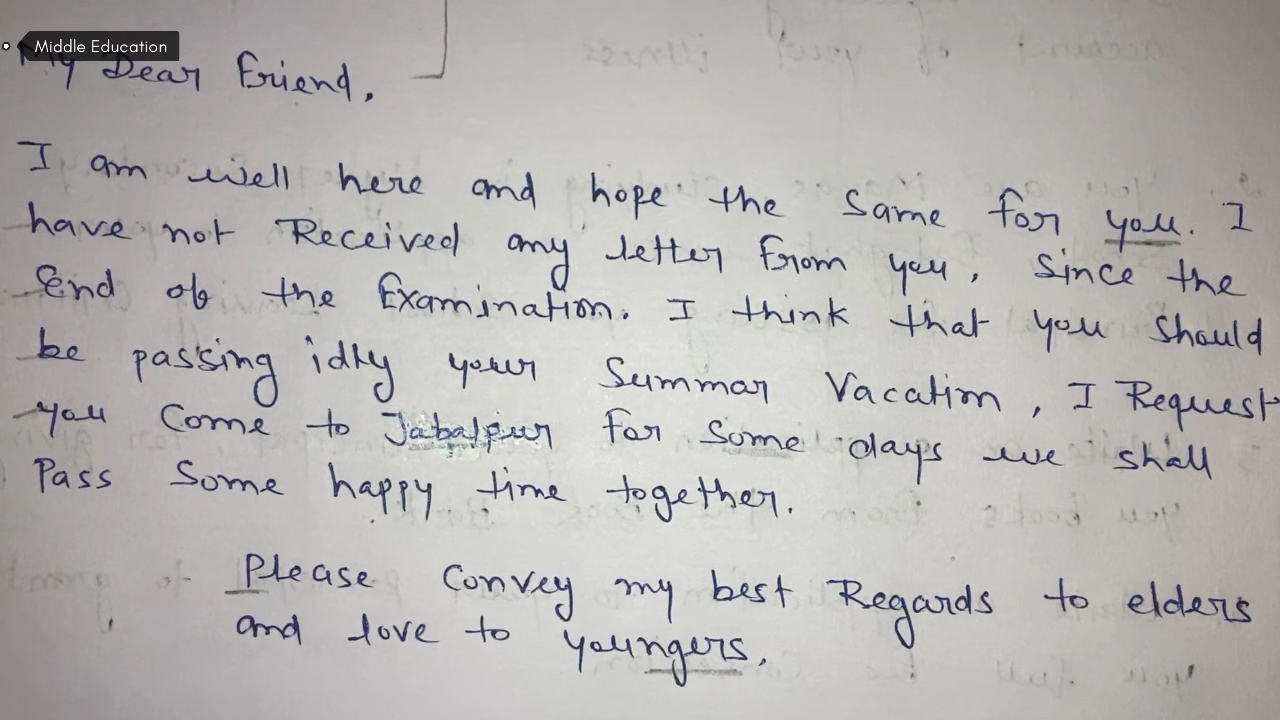 Middle Education
My Dear Friend,
I am well here and hope the same for you. I
have not Received any letter from you, Since the
End of the Examination. I think that you Should
be passing idly your Summar Vacation, I Request
you Come to Jabalpur for Some days we shall
Pass Some happy time together.
Please Convey my best Regards to elders
and love to youngers.